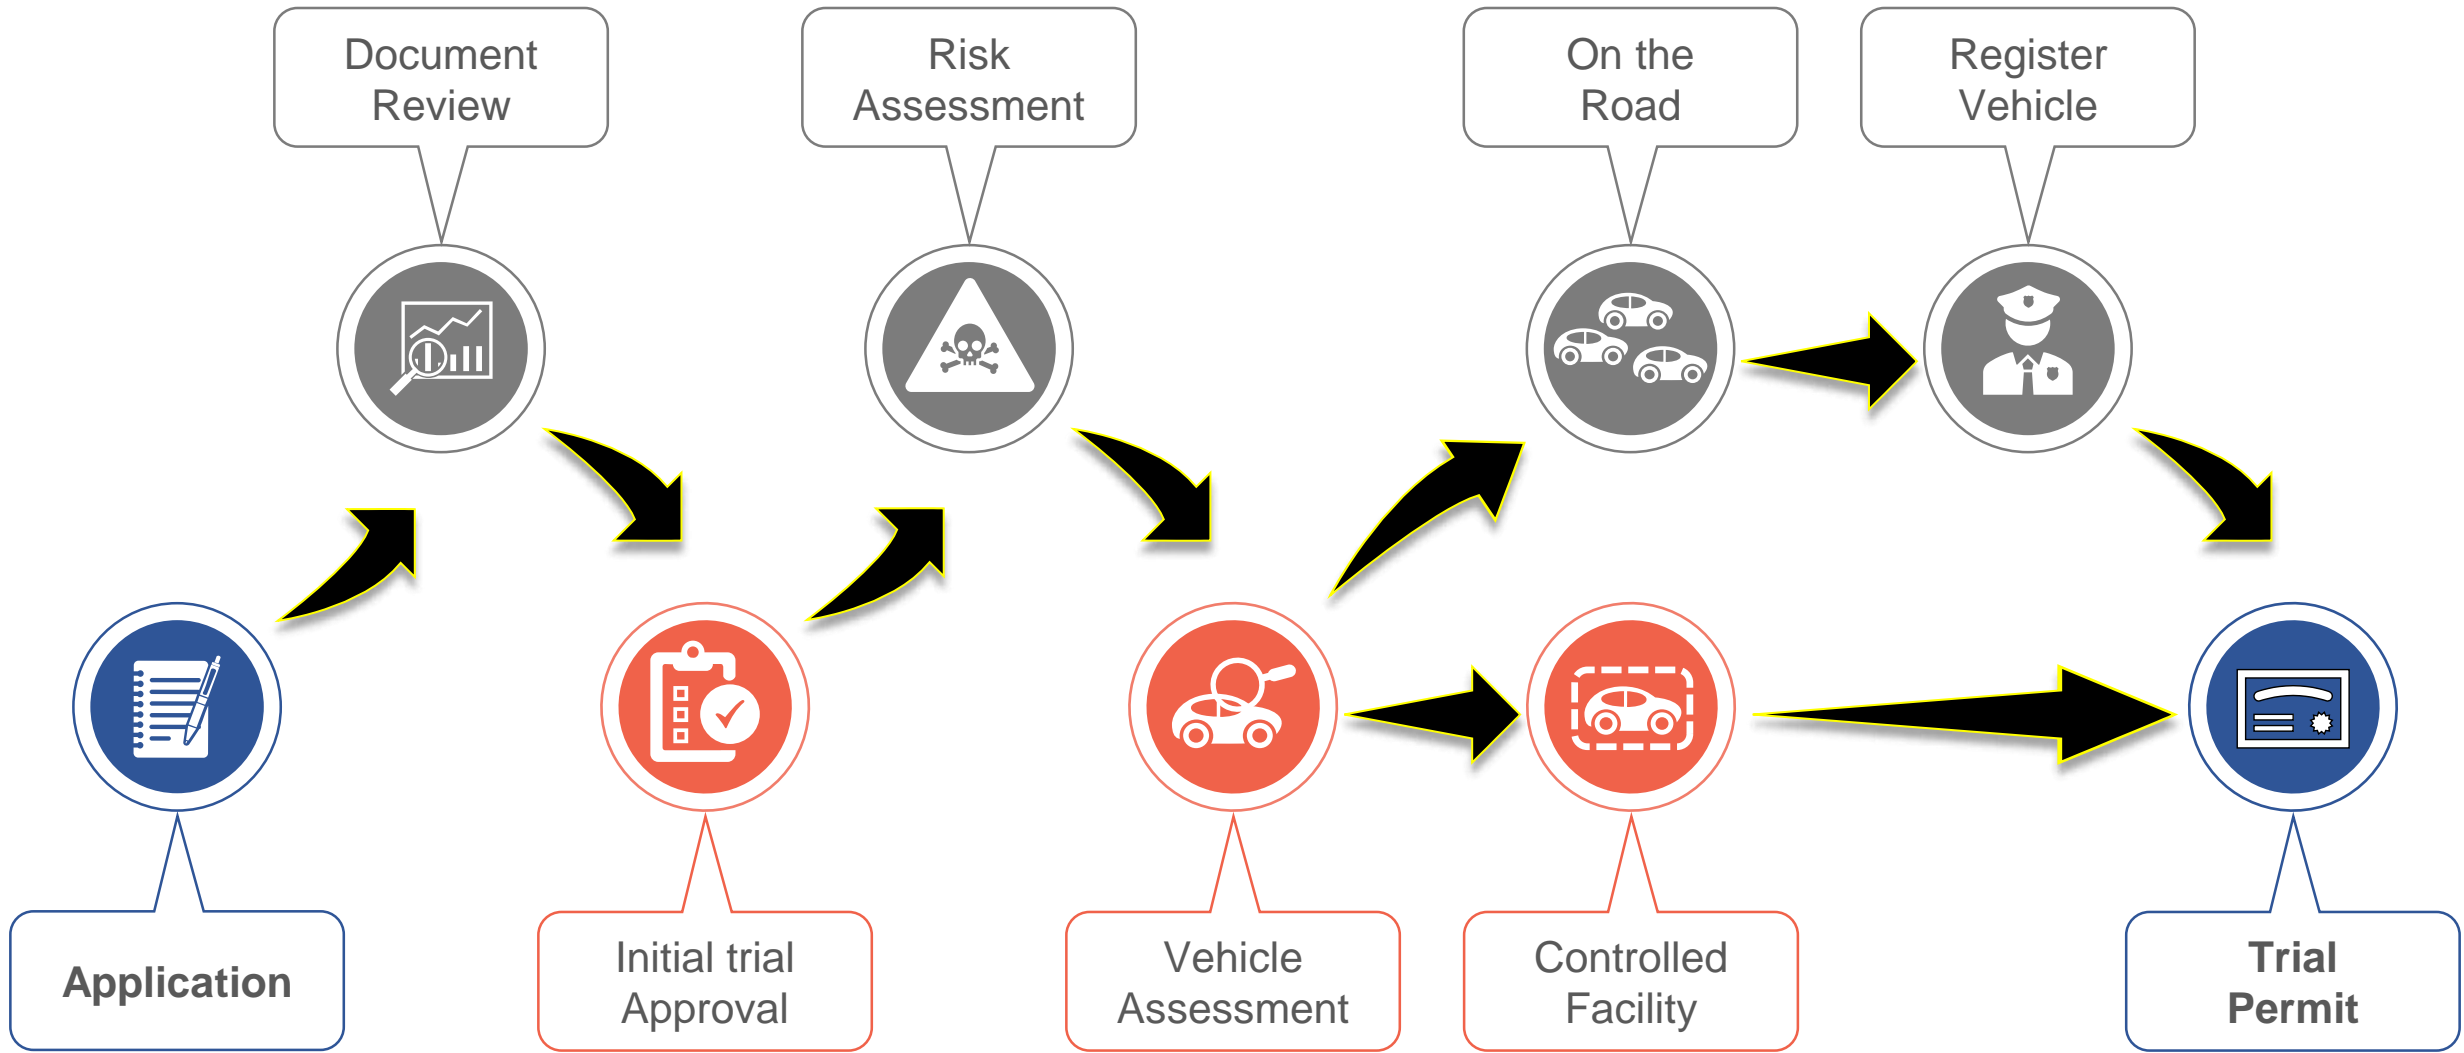 Document
Review
Risk
Assessment
On the
Road
Register
Vehicle
Application
Initial trial
Approval
Vehicle
Assessment
Controlled
Facility
Trial
Permit